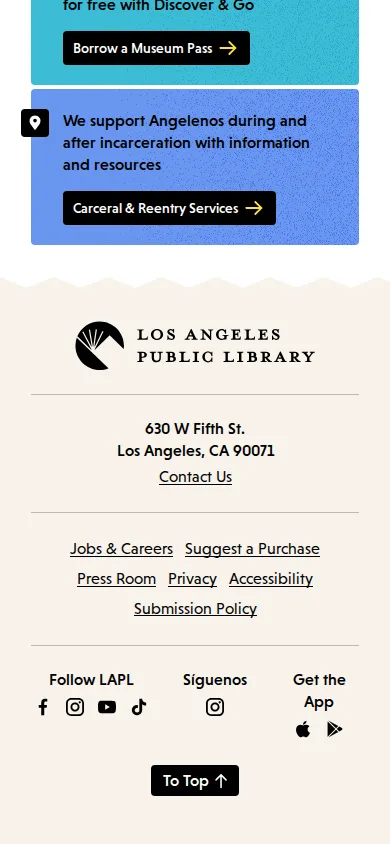 for free with Discover & Go
Borrow a Museum Pass
We support Angelenos during and
after incarceration with information
and resources
Carceral & Reentry Services
LOS ANGELES
PUBLIC LIBRARY
630 W Fifth St.
Los Angeles, CA 90071
Contact Us
Jobs & Careers Suggest a Purchase
Press Room Privacy Accessibility
Submission Policy
Follow LAPL
Síguenos
Get the
App
To Top